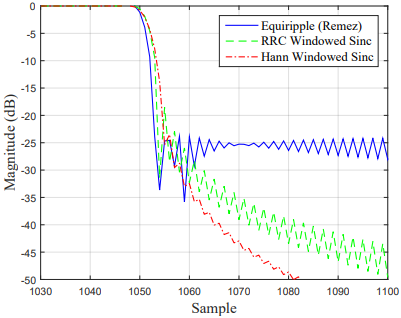 Magnitude (dB)
0
-5
-10
-15
-20
-25
-30
-35
-40
-45
-50
Equiripple (Remez)
RRC Windowed Sinc
Hann Windowed Sinc
1030 1040 1050 1060 1070 1080 1090 1100
Sample